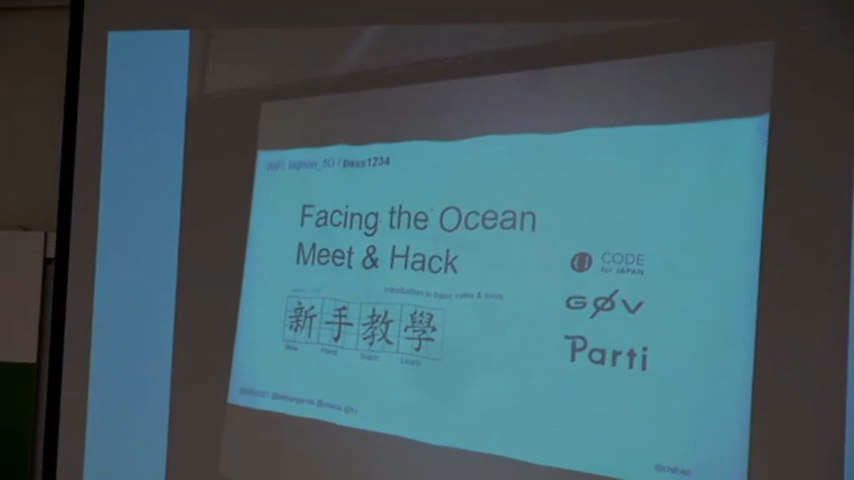 WiFi lagoon_5G / pass1234
Facing the Ocean
Meet & Hack
Introduction to basic rules & tools
新手教學
New Hand Teach Learn
CODE
for JAPAN
GØV
Parti